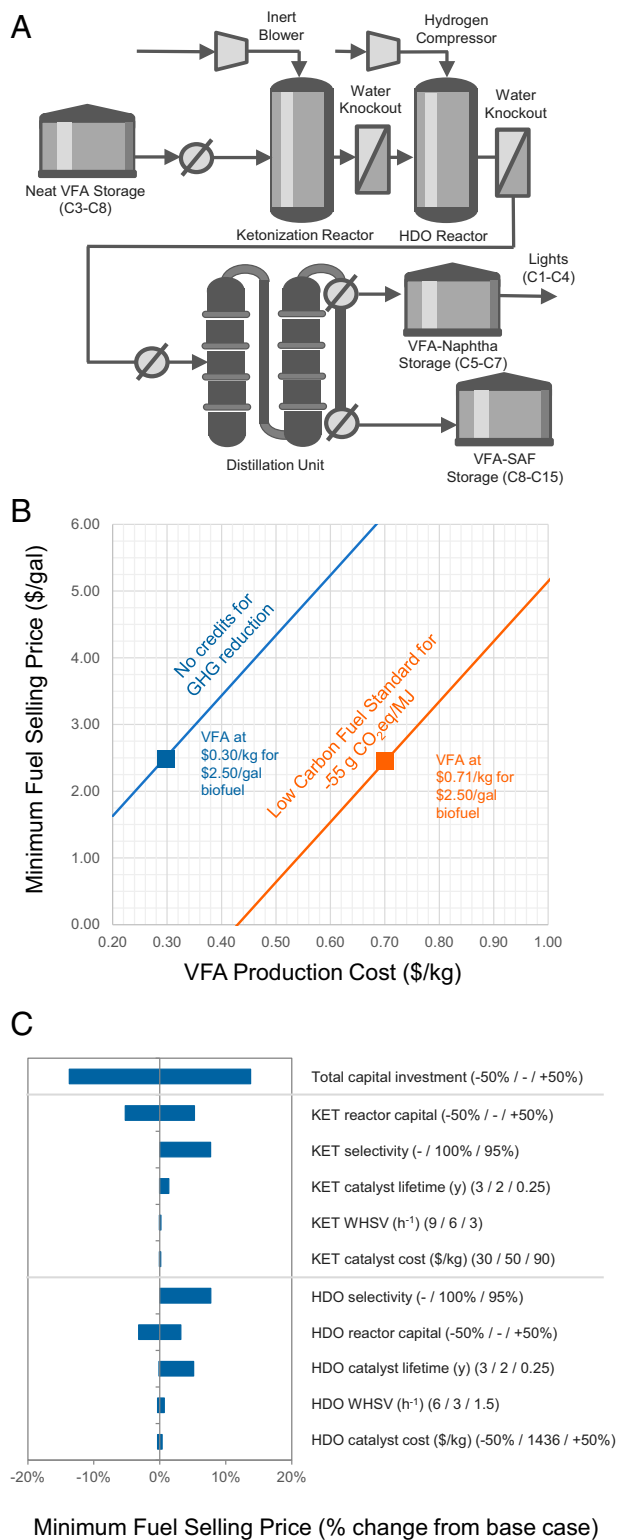 A
Inert
Blower
Hydrogen
Compressor
Water
Knockout
Water
Knockout
Neat VFA Storage
(C3-C8)
Ketonization Reactor
HDO Reactor
Lights
(C1-C4)
VFA-Naphtha
Storage (C5-C7)
Distillation Unit
VFA-SAF
Storage (C8-C15)
B
Minimum Fuel Selling Price ($/gal)
6.00
5.00
4.00
3.00
2.00
1.00
0.00
No credits for
GHG reduction
VFA at
$0.30/kg for
$2.50/gal
biofuel
Low Carbon Fuel Standard for
-55 g CO2eq/MJ
VFA at
$0.71/kg for
$2.50/gal
biofuel
0.20 0.30 0.40 0.50 0.60 0.70 0.80 0.90 1.00
VFA Production Cost ($/kg)
C
Total capital investment (-50% / - / +50%)
KET reactor capital (-50% / - / +50%)
KET selectivity (- / 100% / 95%)
KET catalyst lifetime (y) (3 / 2 / 0.25)
KET WHSV (h-1) (9 / 6 / 3)
KET catalyst cost ($/kg) (30 / 50 / 90)
HDO selectivity (- / 100% / 95%)
HDO reactor capital (-50% / - / +50%)
HDO catalyst lifetime (y) (3 / 2 / 0.25)
HDO WHSV (h-1) (6 / 3 / 1.5)
HDO catalyst cost ($/kg) (-50% / 1436 / +50%)
-20% -10% 0% 10% 20%
Minimum Fuel Selling Price (% change from base case)